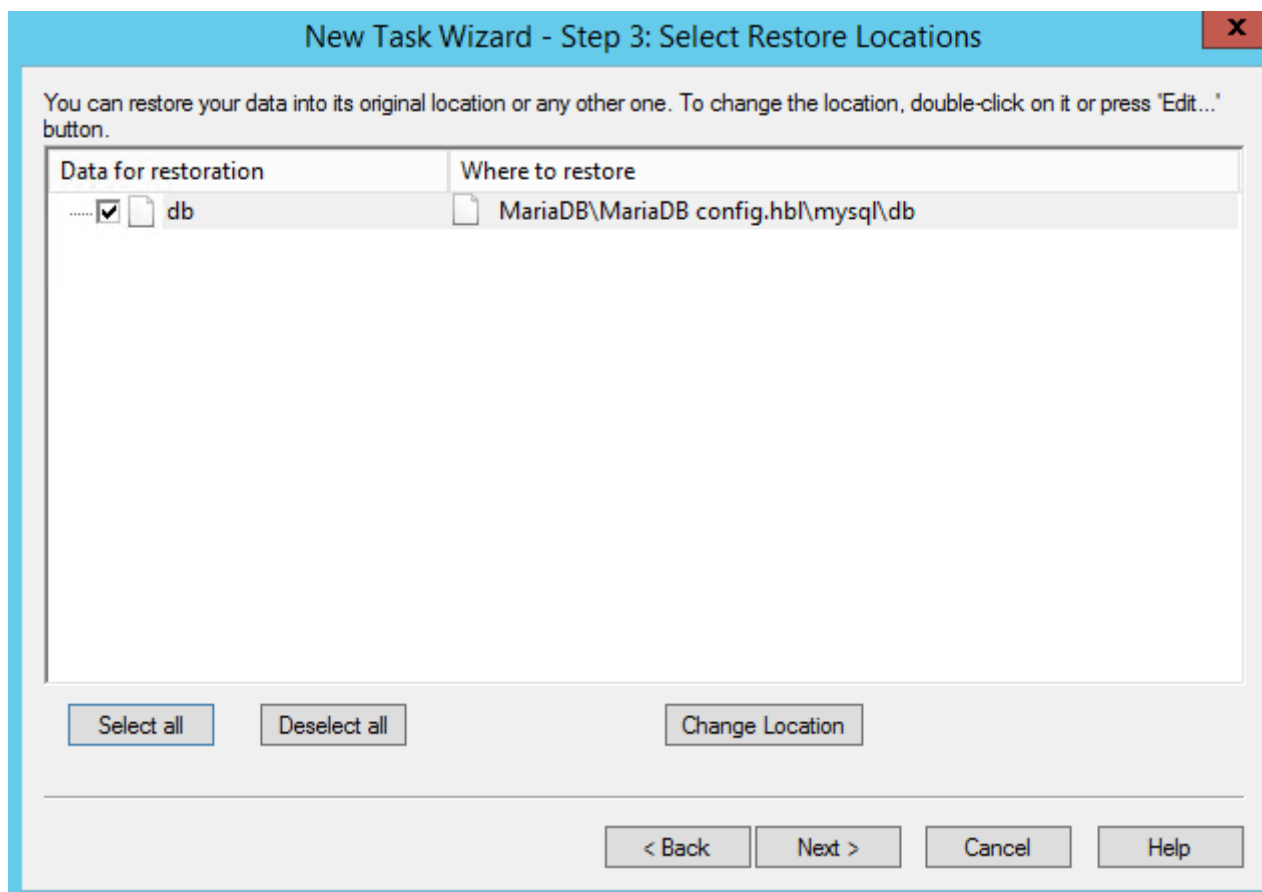 New Task Wizard - Step 3: Select Restore Locations
x
You can restore your data into its original location or any other one. To change the location, double-click on it or press 'Edit...'
button.
Data for restoration
Where to restore
db
MariaDB\MariaDB config.hbl\mysql\db
Select all
Deselect all
Change Location
< Back
Next >
Cancel
Help